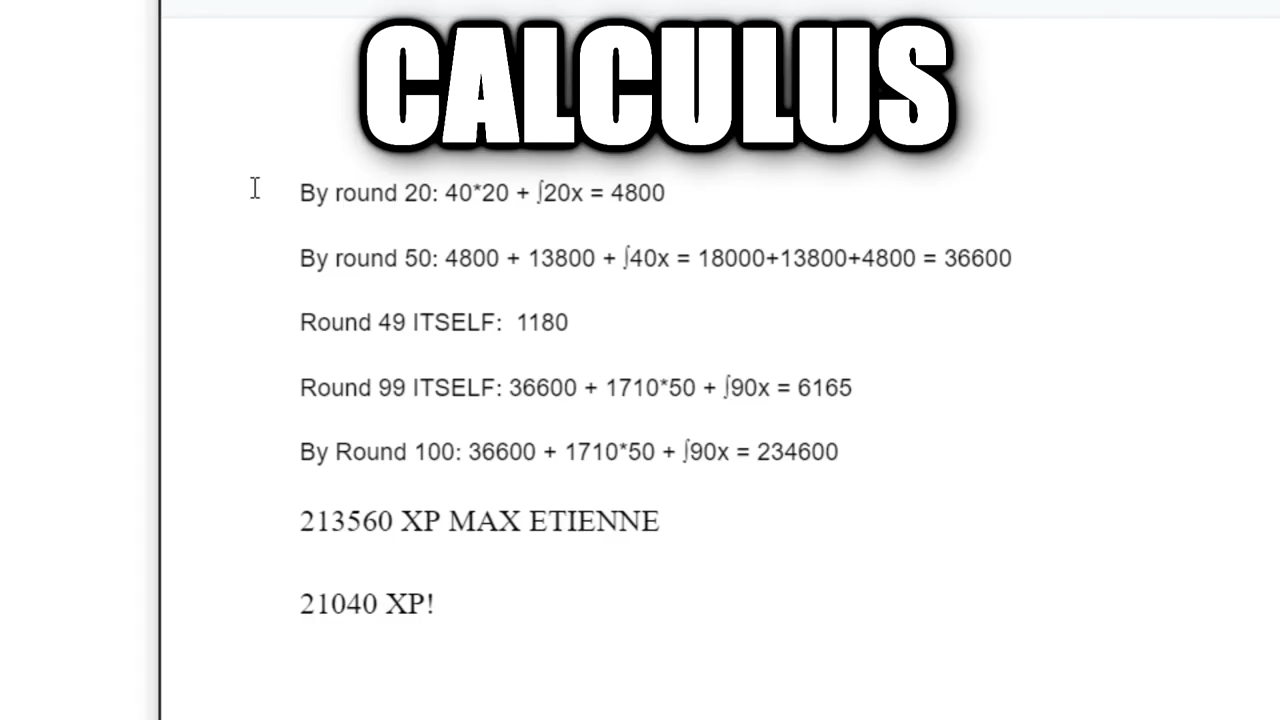 CALCULUS
By round 20: 40*20 + ∫20x = 4800
By round 50: 4800 + 13800 + ∫40x = 18000+13800+4800 = 36600
Round 49 ITSELF:  1180
Round 99 ITSELF: 36600 + 1710*50 + ∫90x = 6165
By Round 100: 36600 + 1710*50 + ∫90x = 234600
213560 XP MAX ETIENNE
21040 XP!